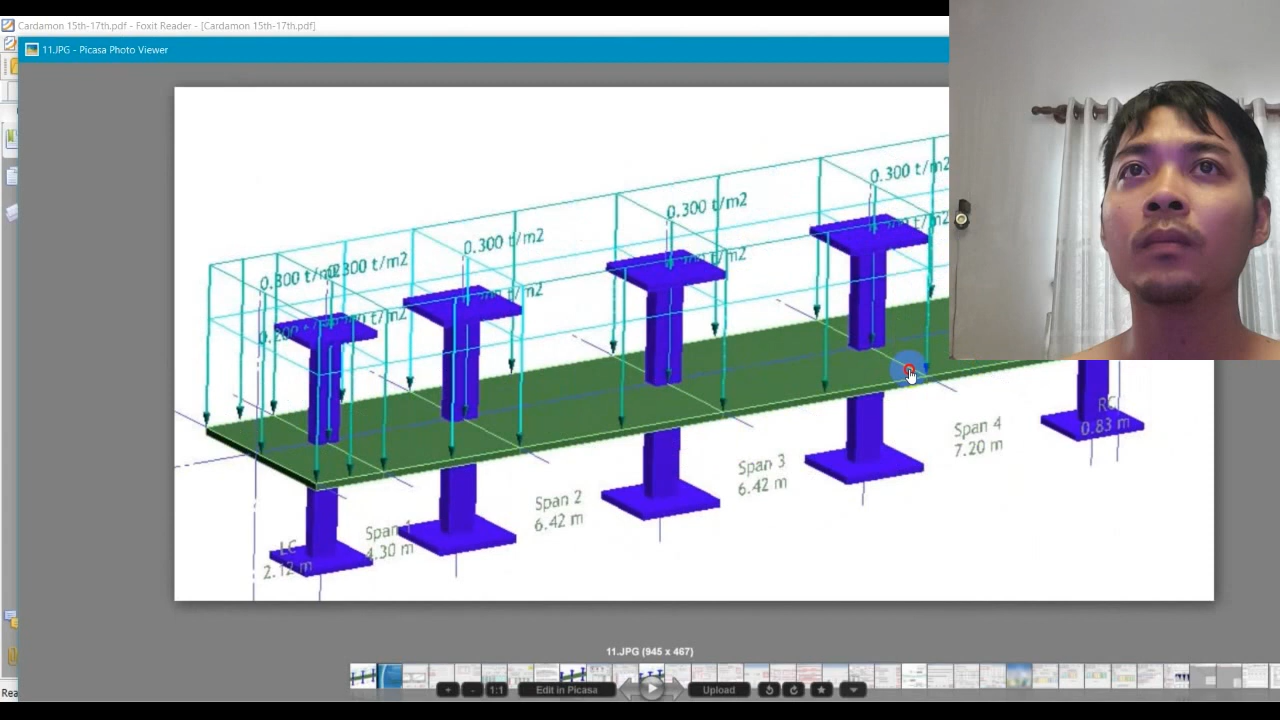 Cardamon 15th-17th.pdf - Foxit Reader - [Cardamon 15th-17th.pdf]
11.JPG - Picasa Photo Viewer
0.300 t/m2
0.300 t/m2
0.300 t/m2
0.300 t/m2
0.300 t/m2
LC
2.12 m
Span 1
4.30 m
Span 2
6.42 m
Span 3
6.42 m
Span 4
7.20 m
RC
0.83 m
11.JPG (945 x 467)
1:1
Edit in Picasa
Upload
Rea